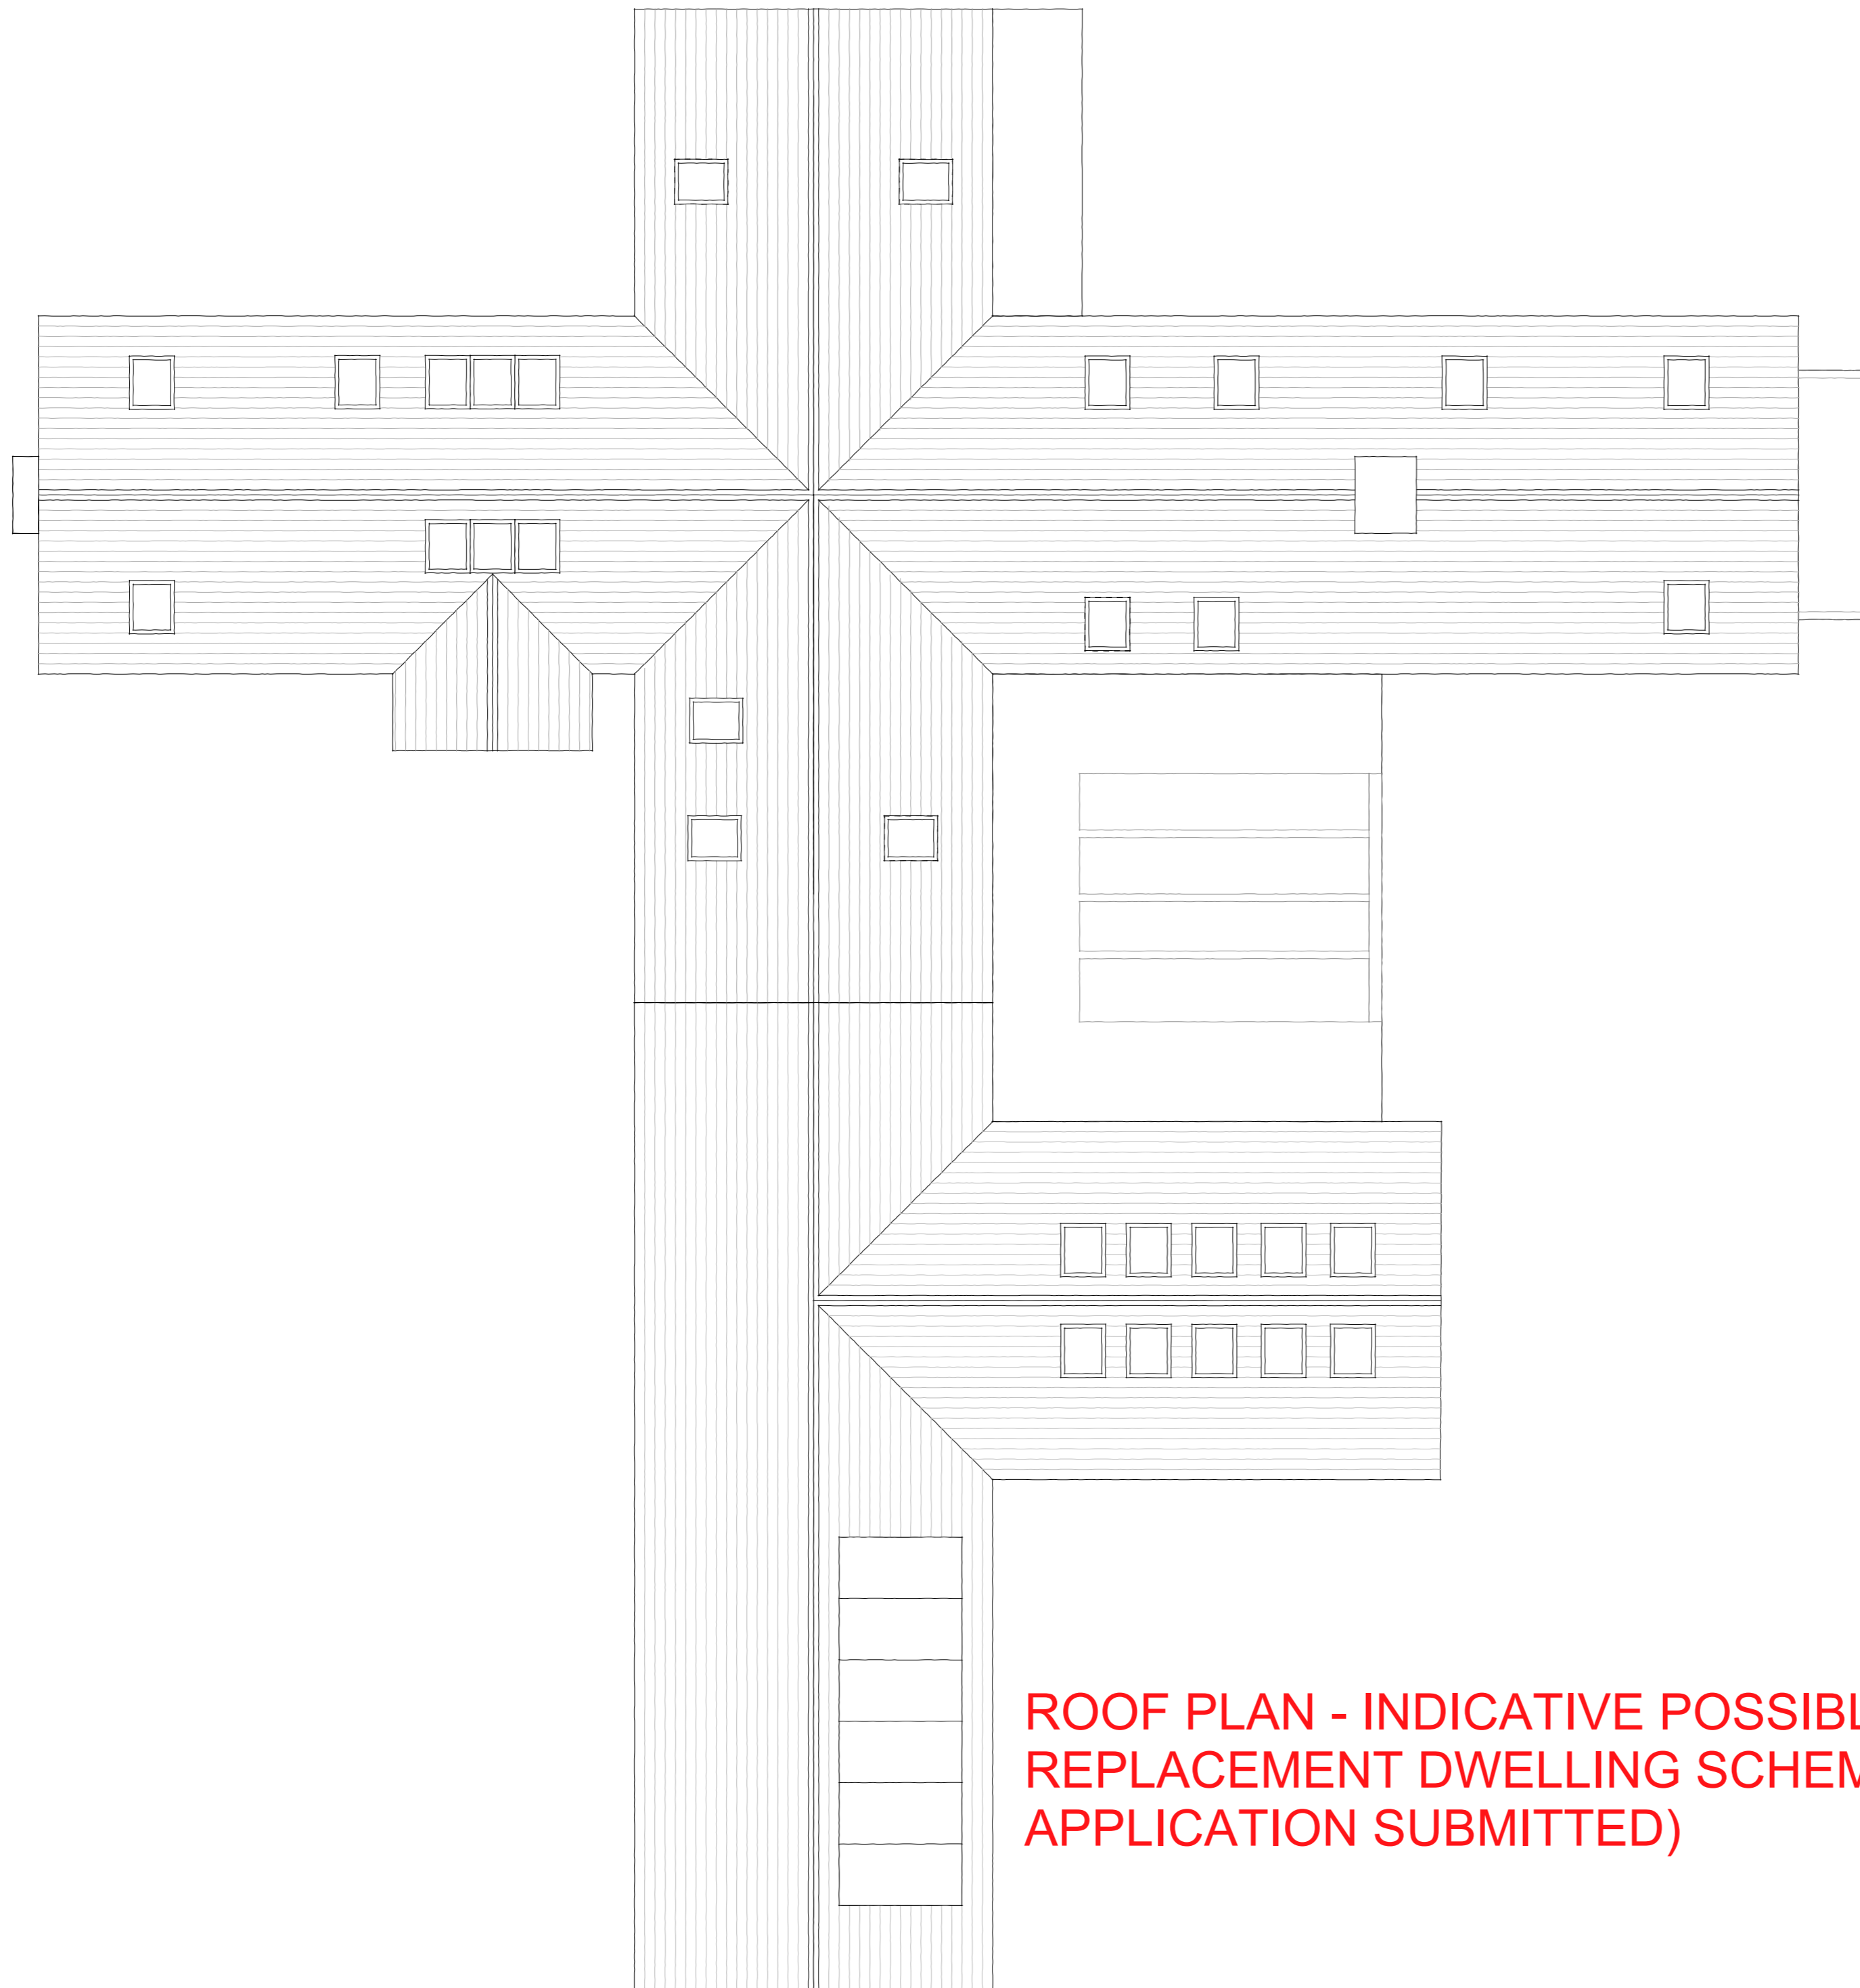 ROOF PLAN - INDICATIVE POSSIBL
REPLACEMENT DWELLING SCHEM
APPLICATION SUBMITTED)